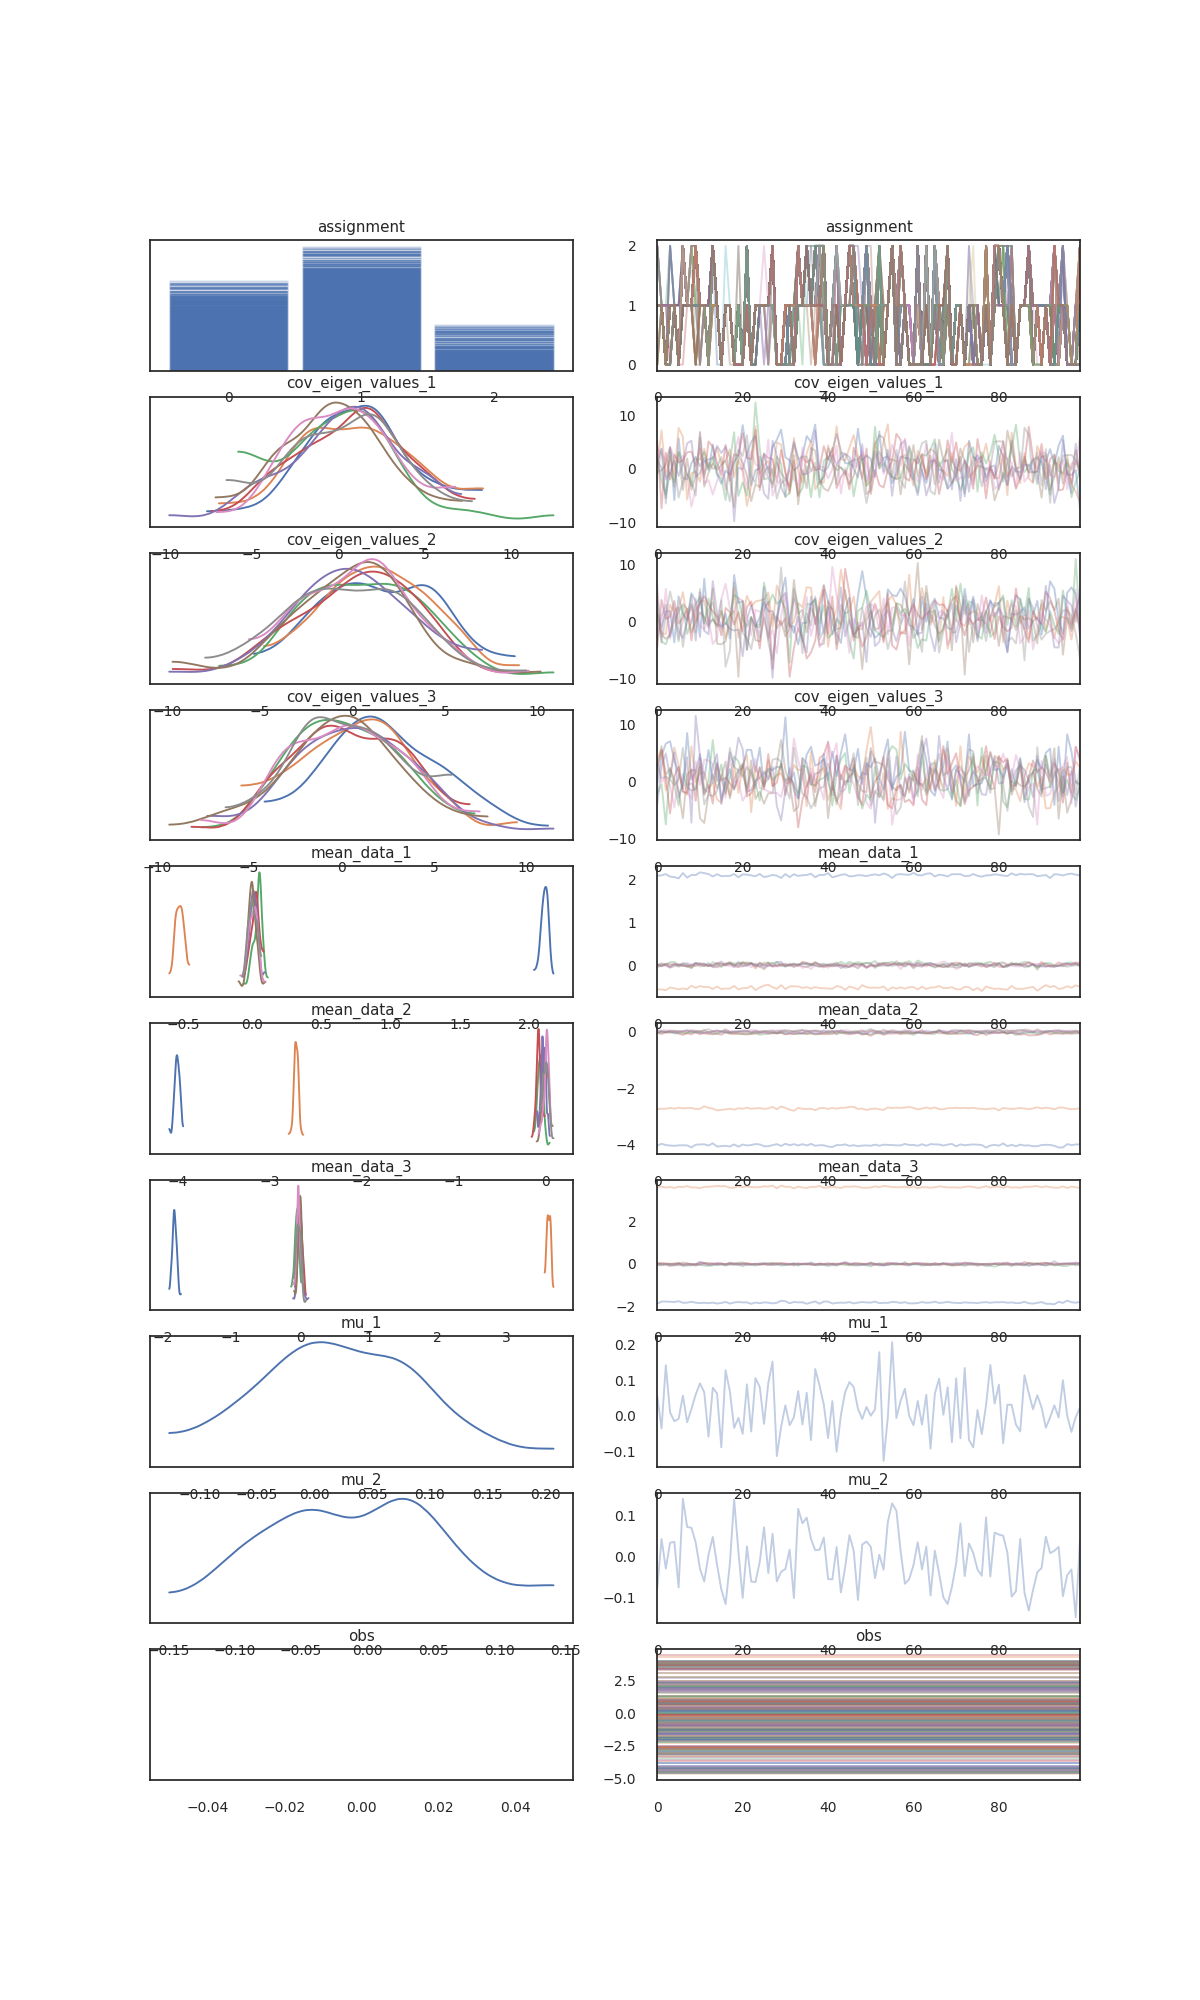 assignment assignment
2
1
0
cov_eigen_values_1 cov_eigen_values_1
0 1 2 0 20 40 60 80
10
0
−10
cov_eigen_values_2 cov_eigen_values_2
−10 −5 0 5 10 0 20 40 60 80
10
0
−10
cov_eigen_values_3 cov_eigen_values_3
−10 −5 0 5 10 0 20 40 60 80
10
0
−10
mean_data_1 mean_data_1
−10 −5 0 5 10 0 20 40 60 80
2
1
0
mean_data_2 mean_data_2
−0.5 0.0 0.5 1.0 1.5 2.0 0 20 40 60 80
0
−2
−4
mean_data_3 mean_data_3
−4 −3 −2 −1 0 0 20 40 60 80
2
0
−2
mu_1 mu_1
−2 −1 0 1 2 3 0 20 40 60 80
0.2
0.1
0.0
−0.1
mu_2 mu_2
−0.10 −0.05 0.00 0.05 0.10 0.15 0.20 0 20 40 60 80
0.1
0.0
−0.1
obs obs
−0.15 −0.10 −0.05 0.00 0.05 0.10 0.15 0 20 40 60 80
2.5
0.0
−2.5
−5.0
−0.04 −0.02 0.00 0.02 0.04 0 20 40 60 80